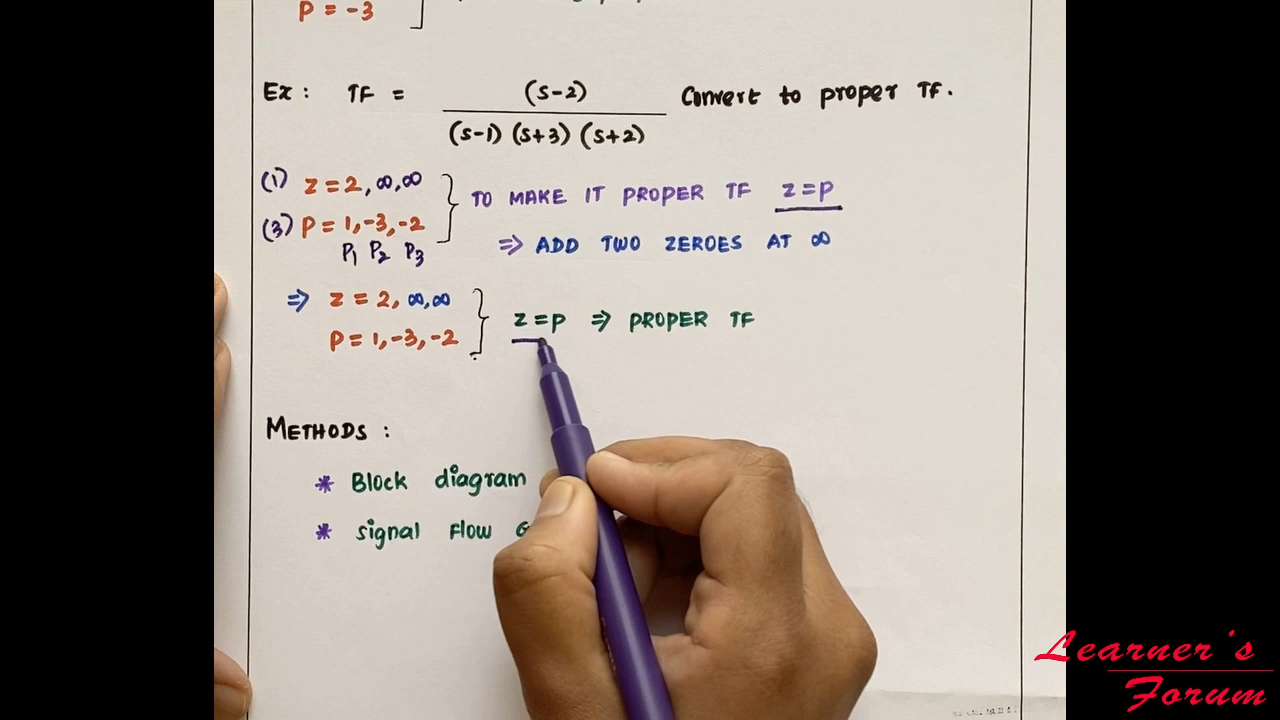 P = -3
Ex: TF = (s-2) / (s-1) (s+3) (s+2) Convert to proper TF.
(1) Z = 2, ∞, ∞
(3) P = 1, -3, -2
P1 P2 P3
TO MAKE IT PROPER TF Z = P
⇒ ADD TWO ZEROES AT ∞
⇒ Z = 2, ∞, ∞
P = 1, -3, -2
Z = P ⇒ PROPER TF
METHODS :
* Block diagram
* Signal Flow
Learner's
Forum